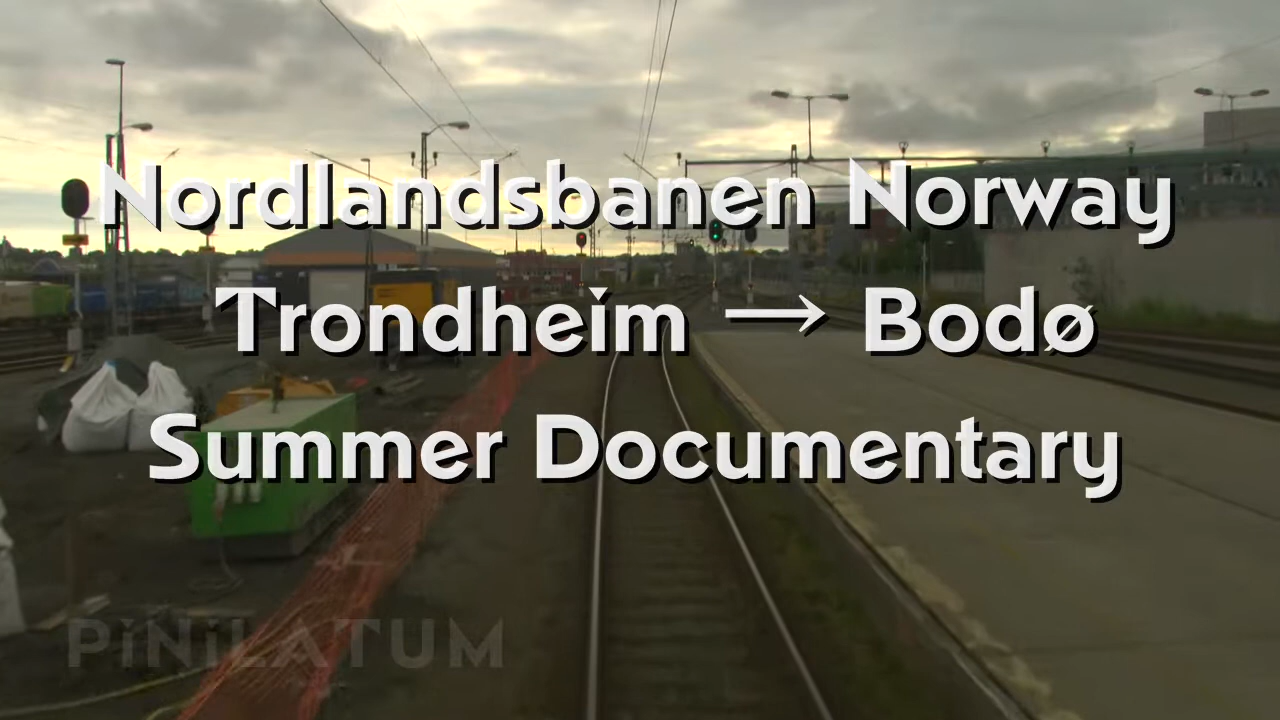 Nordlandsbanen Norway
Trondheim → Bodø
Summer Documentary
PiNiLATUM